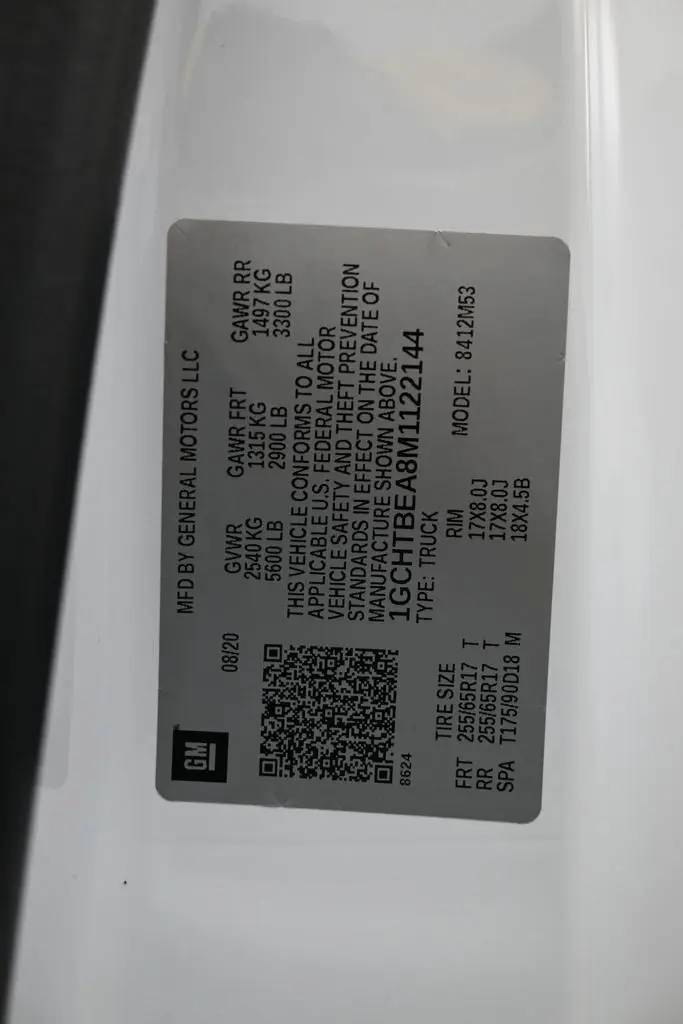 GM
MFD BY GENERAL MOTORS LLC
08/20
GVWR GAWR FRT GAWR RR
2540 KG 1315 KG 1497 KG
5600 LB 2900 LB 3300 LB
THIS VEHICLE CONFORMS TO ALL
APPLICABLE U.S. FEDERAL MOTOR
VEHICLE SAFETY AND THEFT PREVENTION
STANDARDS IN EFFECT ON THE DATE OF
MANUFACTURE SHOWN ABOVE.
1GCHTBEA8M1122144
8624
TYPE: TRUCK
MODEL: 8412M53
TIRE SIZE RIM
FRT 255/65R17 T 17X8.0J
RR 255/65R17 T 17X8.0J
SPA T175/90D18 M 18X4.5B